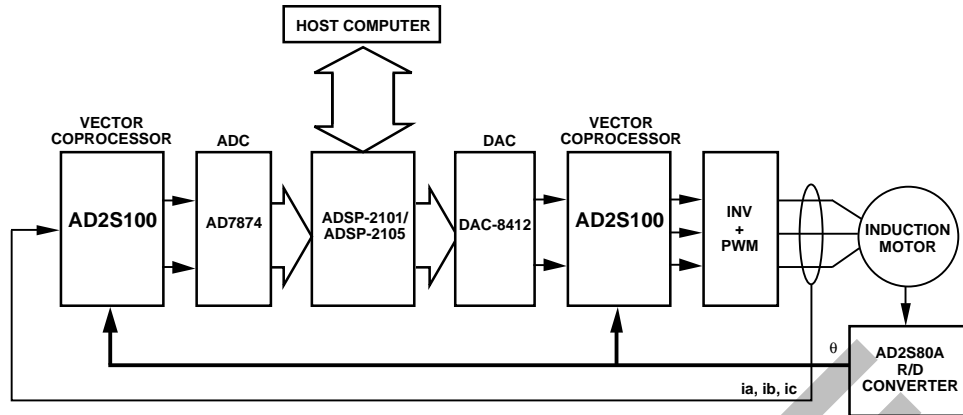 HOST COMPUTER
VECTOR
COPROCESSOR
ADC
DAC
VECTOR
COPROCESSOR
AD2S100
AD7874
ADSP-2101/
ADSP-2105
DAC-8412
AD2S100
INV
+
PWM
INDUCTION
MOTOR
θ
AD2S80A
R/D
CONVERTER
ia, ib, ic